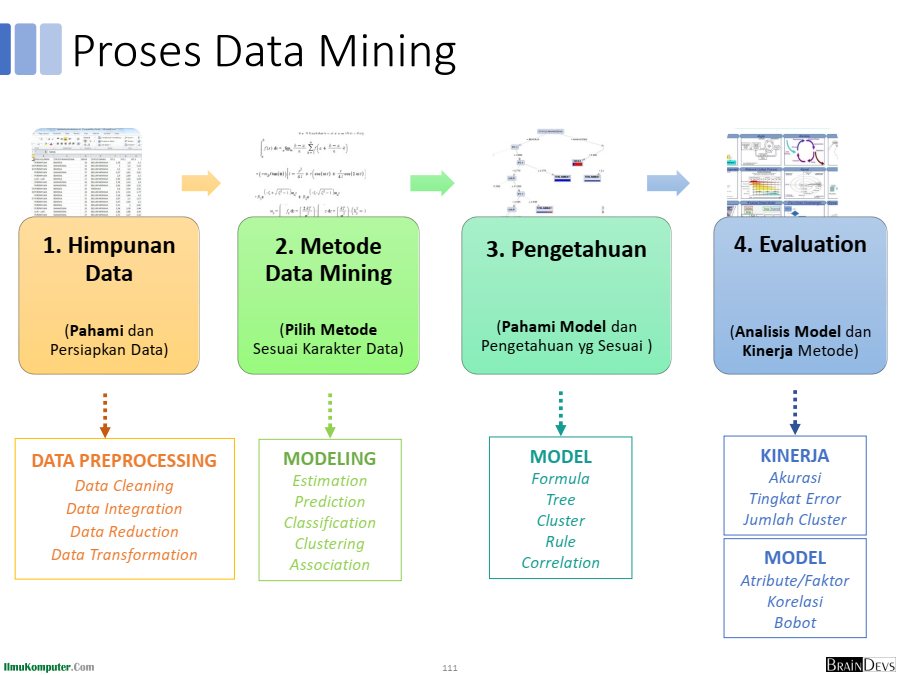 Proses Data Mining
1. Himpunan
Data
(Pahami dan
Persiapkan Data)
2. Metode
Data Mining
(Pilih Metode
Sesuai Karakter Data)
3. Pengetahuan
(Pahami Model dan
Pengetahuan yg Sesuai )
4. Evaluation
(Analisis Model dan
Kinerja Metode)
DATA PREPROCESSING
Data Cleaning
Data Integration
Data Reduction
Data Transformation
MODELING
Estimation
Prediction
Classification
Clustering
Association
MODEL
Formula
Tree
Cluster
Rule
Correlation
KINERJA
Akurasi
Tingkat Error
Jumlah Cluster
MODEL
Atribute/Faktor
Korelasi
Bobot
IlmuKomputer.Com
111
BRAINDEVS